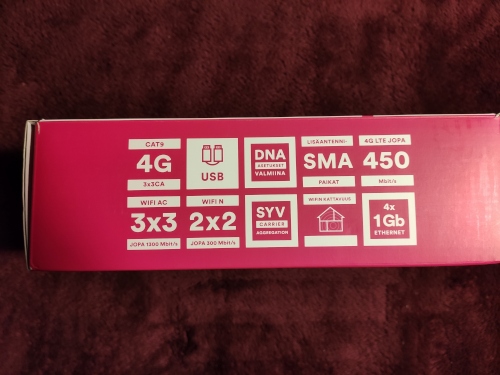 CAT9
4G
3x3CA
USB
DNA
ASETUKSET
VALMIINA
LISÄANTENNI-
SMA
PAIKAT
4G LTE JOPA
450
Mbit/s
WIFI AC
3x3
JOPA 1300 Mbit/s
WIFI N
2x2
JOPA 300 Mbit/s
SYV
CARRIER
AGGREGATION
WIFIN KATTAVUUS
4x
1Gb
ETHERNET